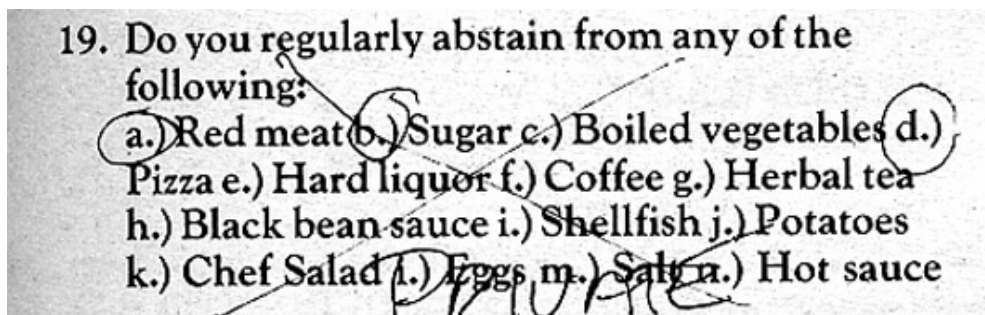 19. Do you regularly abstain from any of the
following:
a.) Red meat b.) Sugar c.) Boiled vegetables d.)
Pizza e.) Hard liquor f.) Coffee g.) Herbal tea
h.) Black bean sauce i.) Shellfish j.) Potatoes
k.) Chef Salad l.) Eggs m.) Salt n.) Hot sauce